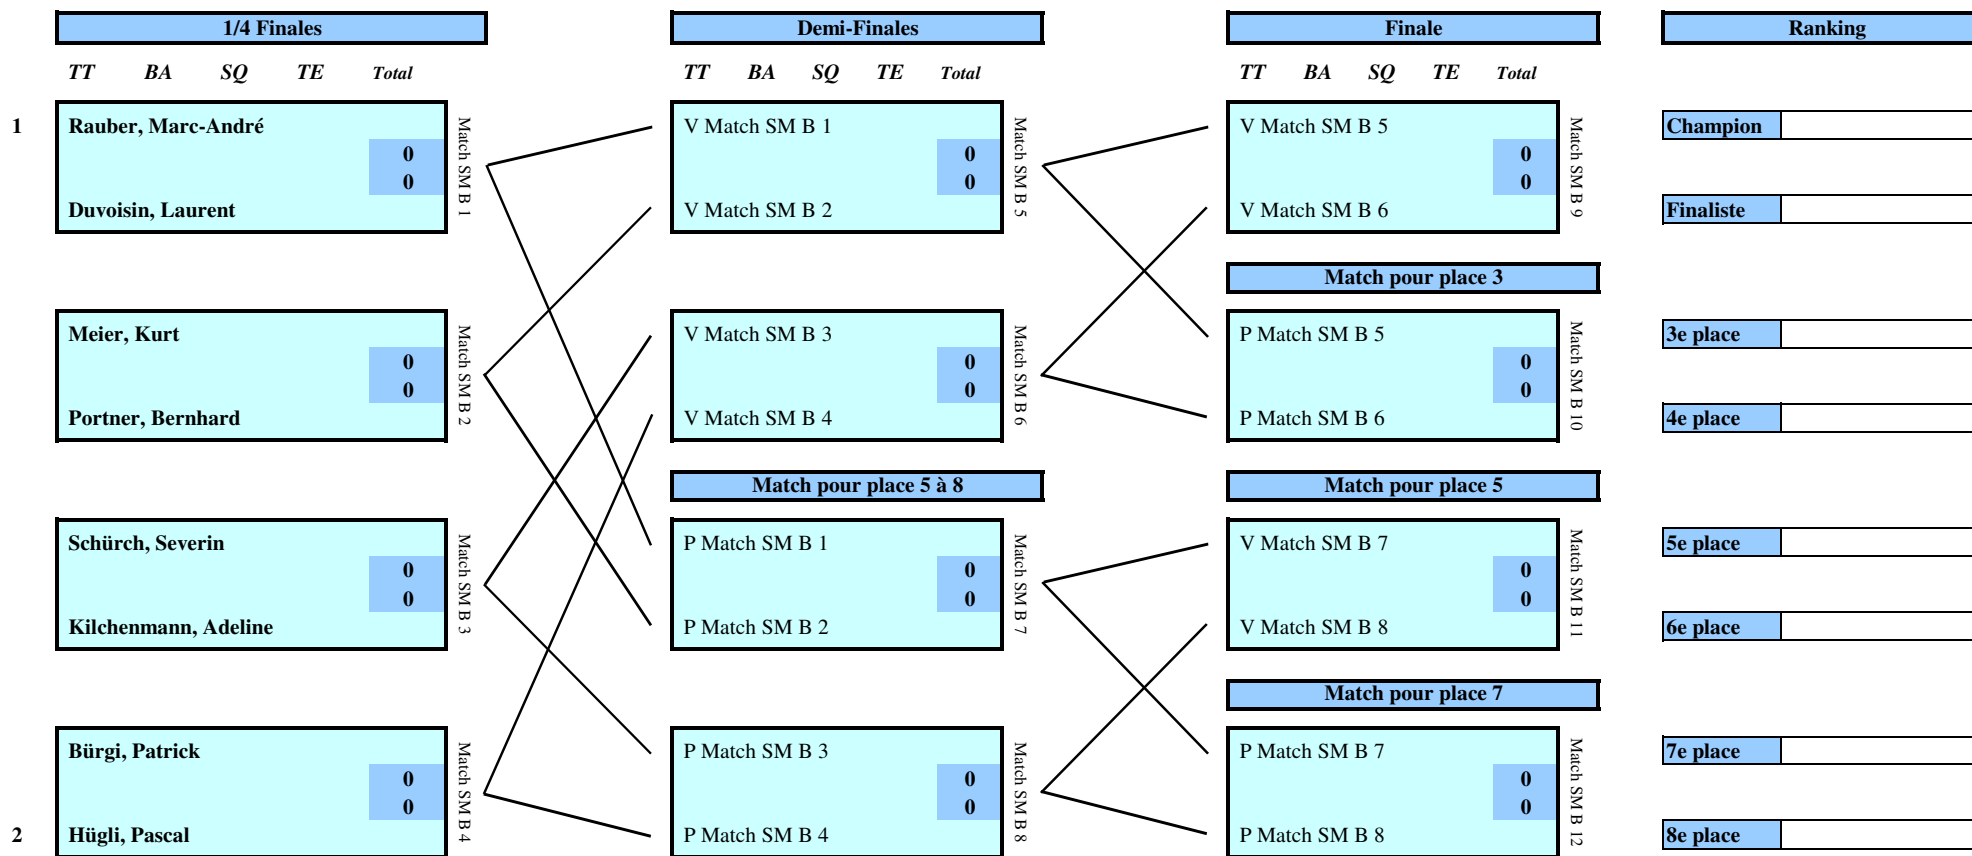 1/4 Finales Demi-Finales Finale Ranking
TT BA SQ TE Total TT BA SQ TE Total TT BA SQ TE Total
1 Rauber, Marc-André V Match SM B 1 V Match SM B 5 Champion
0 0 0
0 0 0
Duvoisin, Laurent V Match SM B 2 V Match SM B 6 Finaliste
Match SM B 1 Match SM B 5 Match SM B 9
Match pour place 3
Meier, Kurt V Match SM B 3 P Match SM B 5 3e place
0 0 0
0 0 0
Portner, Bernhard V Match SM B 4 P Match SM B 6 4e place
Match SM B 2 Match SM B 6 Match SM B 10
Match pour place 5 à 8 Match pour place 5
Schürch, Severin P Match SM B 1 V Match SM B 7 5e place
0 0 0
0 0 0
Kilchenmann, Adeline P Match SM B 2 V Match SM B 8 6e place
Match SM B 3 Match SM B 7 Match SM B 11
Match pour place 7
Bürgi, Patrick P Match SM B 3 P Match SM B 7 7e place
0 0 0
0 0 0
2 Hügli, Pascal P Match SM B 4 P Match SM B 8 8e place
Match SM B 4 Match SM B 8 Match SM B 12